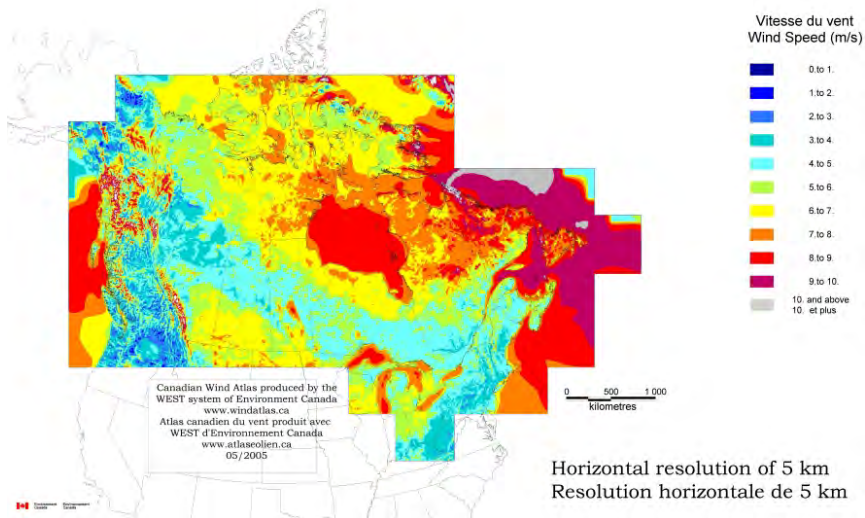 Vitesse du vent
Wind Speed (m/s)
0.to 1.
1.to 2.
2.to 3.
3.to 4.
4.to 5.
5.to 6.
6.to 7.
7.to 8.
8.to 9.
9.to 10.
10. and above
10. et plus
Canadian Wind Atlas produced by the
WEST system of Environment Canada
www.windatlas.ca
Atlas canadien du vent produit avec
WEST d'Environnement Canada
www.atlaseolien.ca
05/2005
0 500 1 000
kilometres
Horizontal resolution of 5 km
Resolution horizontale de 5 km
Environment Environnement
Canada Canada